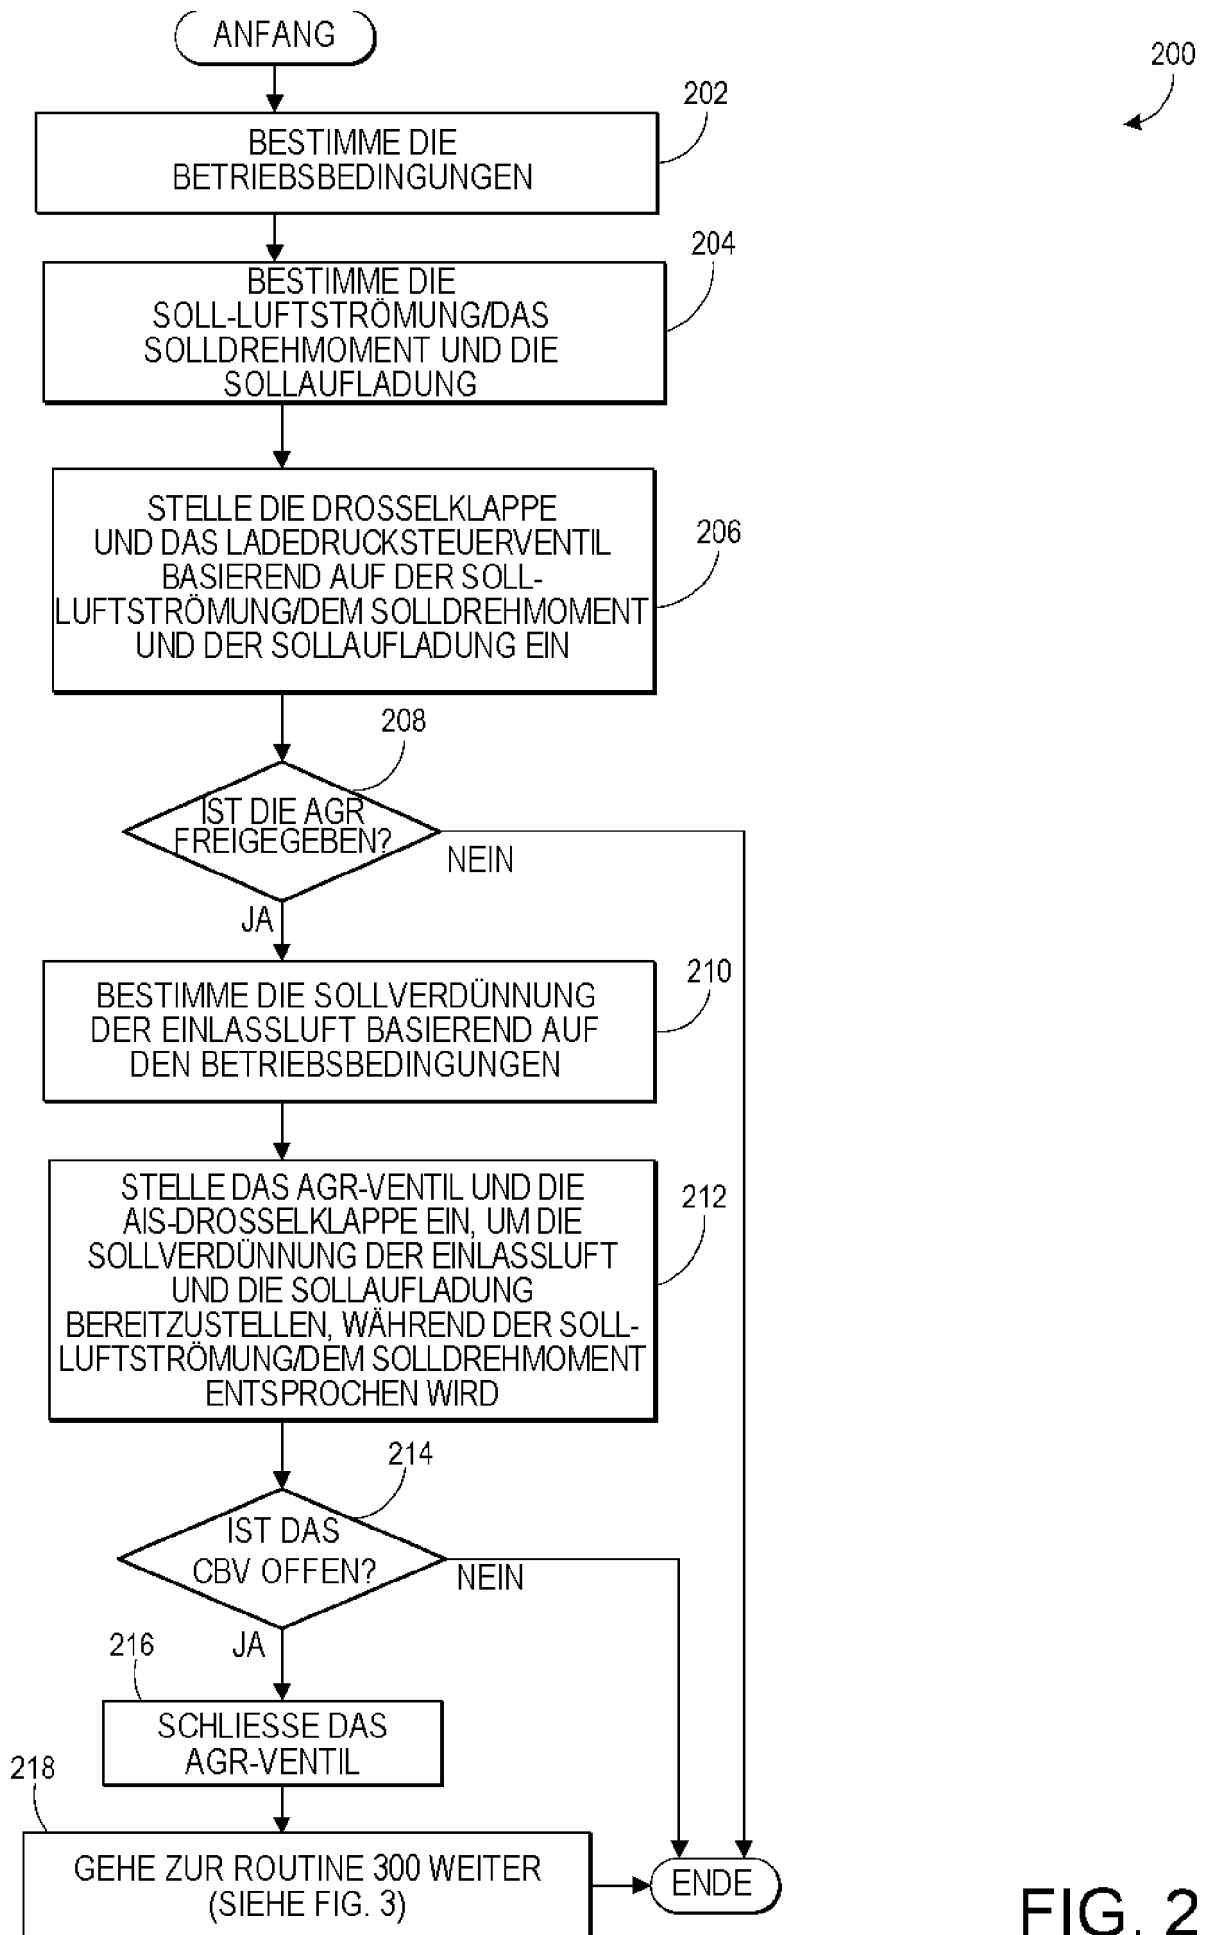 ANFANG
200
202
BESTIMME DIE
BETRIEBSBEDINGUNGEN
204
BESTIMME DIE
SOLL-LUFTSTRÖMUNG/DAS
SOLLDREHMOMENT UND DIE
SOLLAUFLADUNG
206
STELLE DIE DROSSELKLAPPE
UND DAS LADEDRUCKSTEUERVENTIL
BASIEREND AUF DER SOLL-
LUFTSTRÖMUNG/DEM SOLLDREHMOMENT
UND DER SOLLAUFLADUNG EIN
208
IST DIE AGR
FREIGEGEBEN?
NEIN
JA
210
BESTIMME DIE SOLLVERDÜNNUNG
DER EINLASSLUFT BASIEREND AUF
DEN BETRIEBSBEDINGUNGEN
212
STELLE DAS AGR-VENTIL UND DIE
AIS-DROSSELKLAPPE EIN, UM DIE
SOLLVERDÜNNUNG DER EINLASSLUFT
UND DIE SOLLAUFLADUNG
BEREITZUSTELLEN, WÄHREND DER SOLL-
LUFTSTRÖMUNG/DEM SOLLDREHMOMENT
ENTSPROCHEN WIRD
214
IST DAS
CBV OFFEN?
NEIN
JA
216
SCHLIESSE DAS
AGR-VENTIL
218
GEHE ZUR ROUTINE 300 WEITER
(SIEHE FIG. 3)
ENDE
FIG. 2